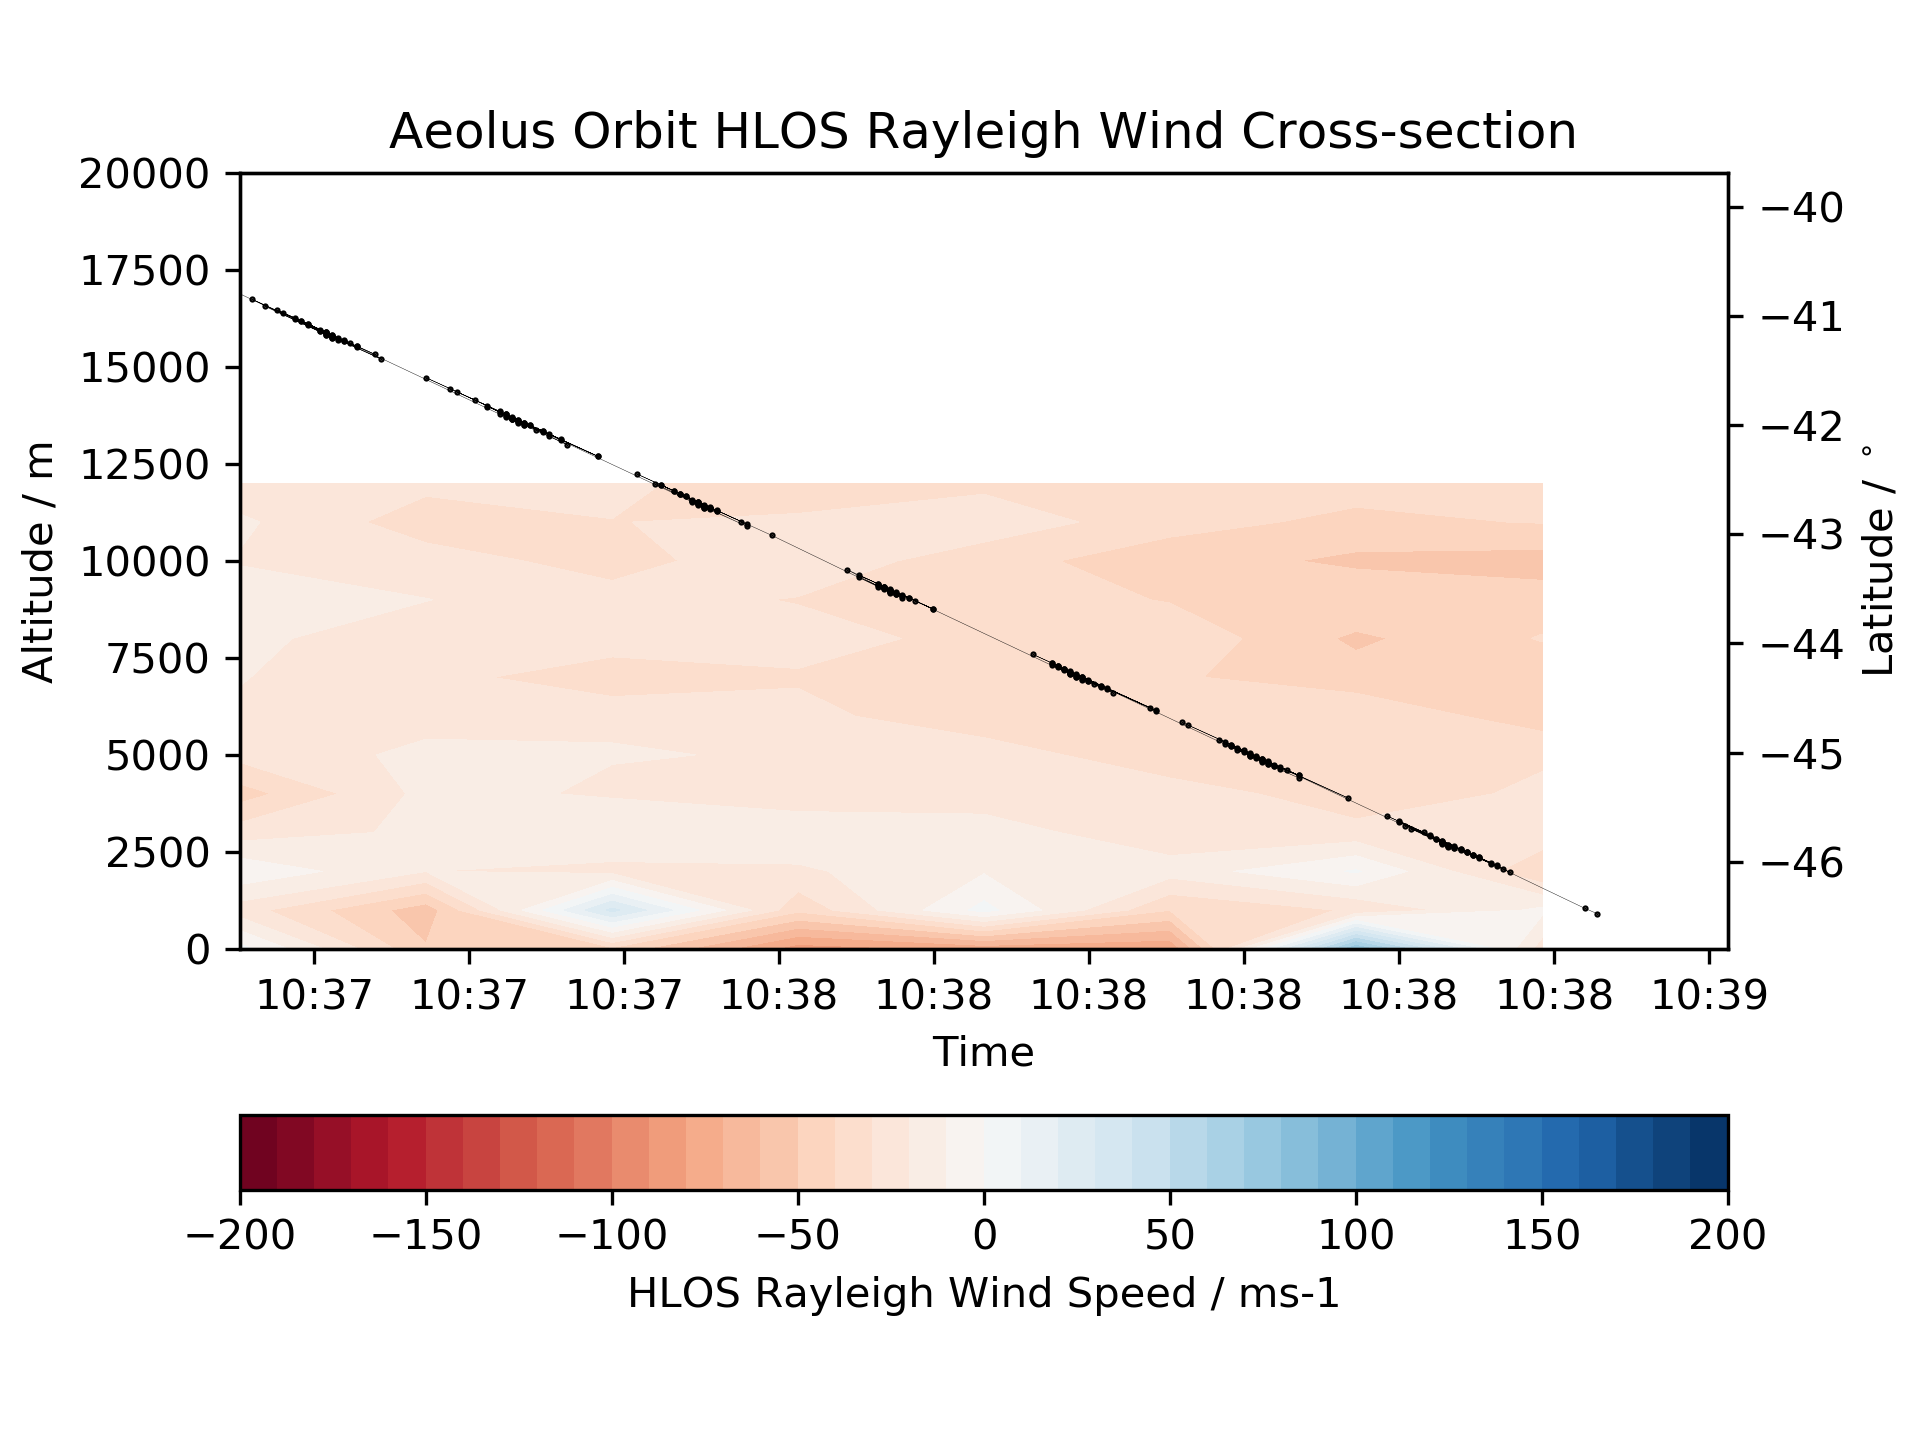 Aeolus Orbit HLOS Rayleigh Wind Cross-section
20000
17500
15000
12500
10000
7500
5000
2500
0
Altitude / m
−40
−41
−42
−43
−44
−45
−46
Latitude / °
10:37 10:37 10:37 10:38 10:38 10:38 10:38 10:38 10:38 10:39
Time
−200 −150 −100 −50 0 50 100 150 200
HLOS Rayleigh Wind Speed / ms-1